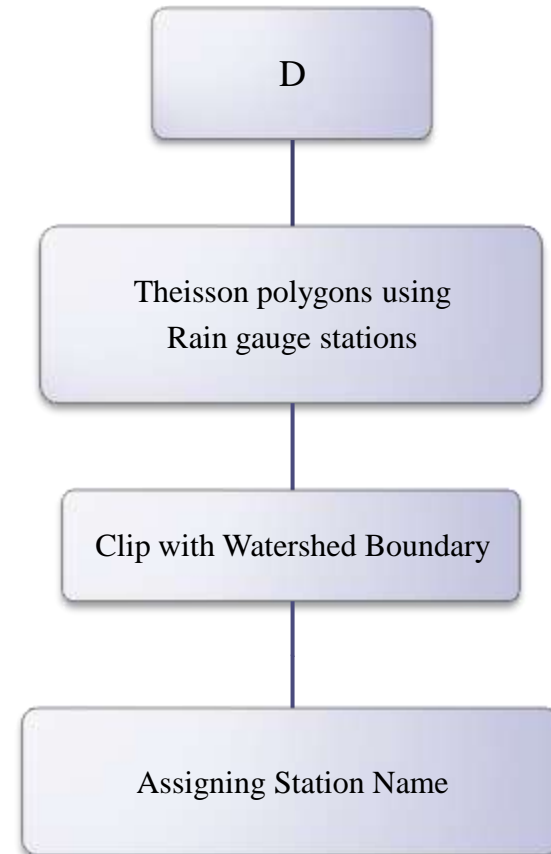 D
Theisson polygons using
Rain gauge stations
Clip with Watershed Boundary
Assigning Station Name